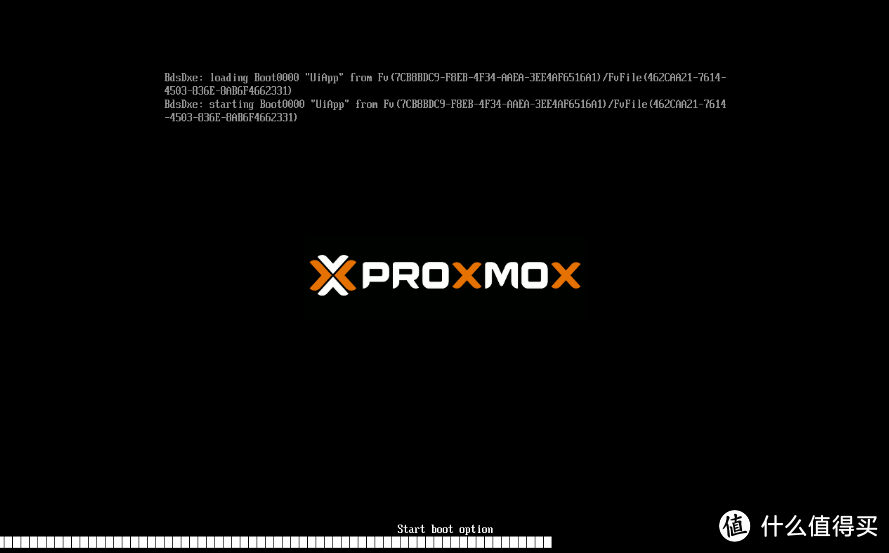 BdsDxe: loading Boot0000 "UiApp" from Fv(7CB8BDC9-F8EB-4F34-AAEA-3EE4AF6516A1)/FvFile(462CAA21-7614-
4503-836E-8AB6F4662331)
BdsDxe: starting Boot0000 "UiApp" from Fv(7CB8BDC9-F8EB-4F34-AAEA-3EE4AF6516A1)/FvFile(462CAA21-7614
-4503-836E-8AB6F4662331)
PROXMOX
Start boot option
值 什么值得买